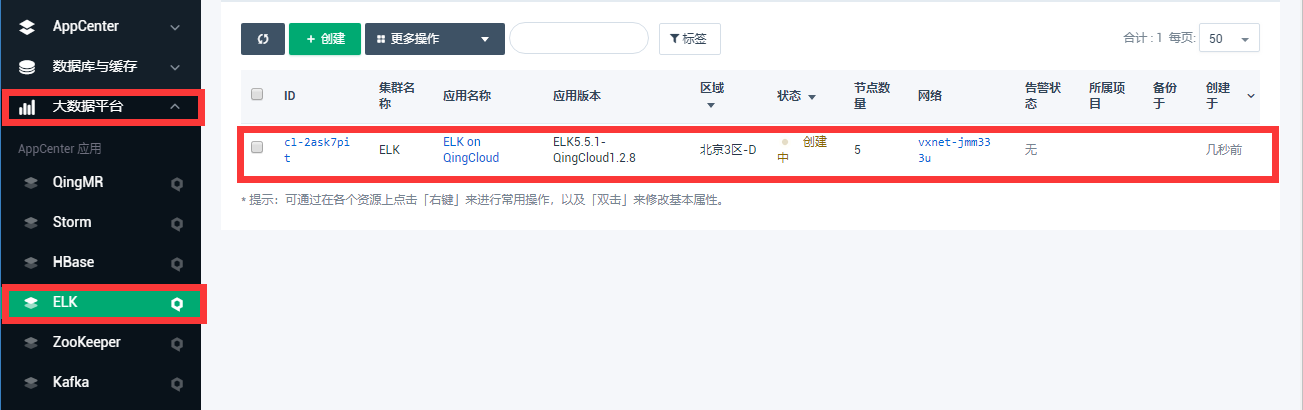 AppCenter
数据库与缓存
大数据平台
AppCenter 应用
QingMR
Storm
HBase
ELK
ZooKeeper
Kafka
+ 创建
更多操作
标签
合计 : 1 每页: 50
ID 集群名称 应用名称 应用版本 区域 状态 节点数量 网络 告警状态 所属项目 备份于 创建于
cl-2ask7pit ELK ELK on QingCloud ELK5.5.1-QingCloud1.2.8 北京3区-D 创建中 5 vxnet-jmm333u 无 几秒前
* 提示：可通过在各个资源上点击「右键」来进行常用操作，以及「双击」来修改基本属性。